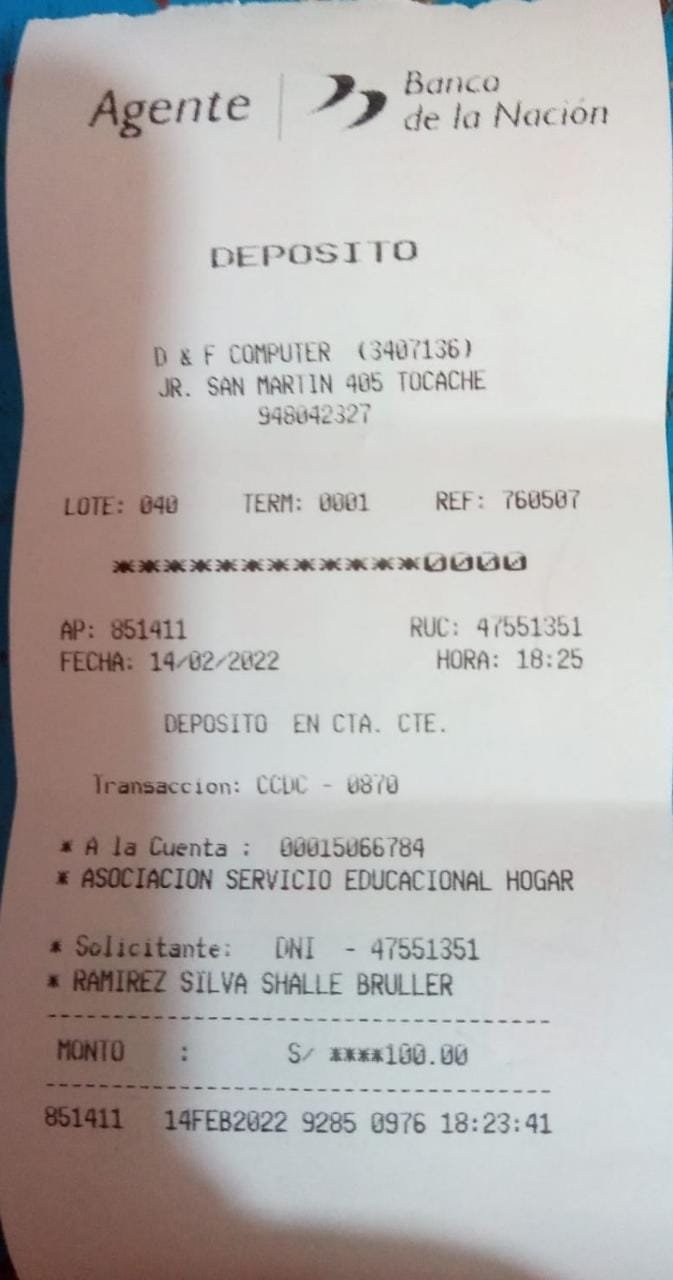 Agente | Banco
de la Nación
DEPOSITO
D & F COMPUTER (3407136)
JR. SAN MARTIN 405 TOCACHE
948042327
LOTE: 040 TERM: 0001 REF: 760507
************0000
AP: 851411 RUC: 47551351
FECHA: 14/02/2022 HORA: 18:25
DEPOSITO EN CTA. CTE.
Transaccion: CCDC - 0870
* A la Cuenta : 00015066784
* ASOCIACION SERVICIO EDUCACIONAL HOGAR
* Solicitante: DNI - 47551351
* RAMIREZ SILVA SHALLE BRULLER
MONTO : S/ ****100.00
851411 14FEB2022 9285 0976 18:23:41